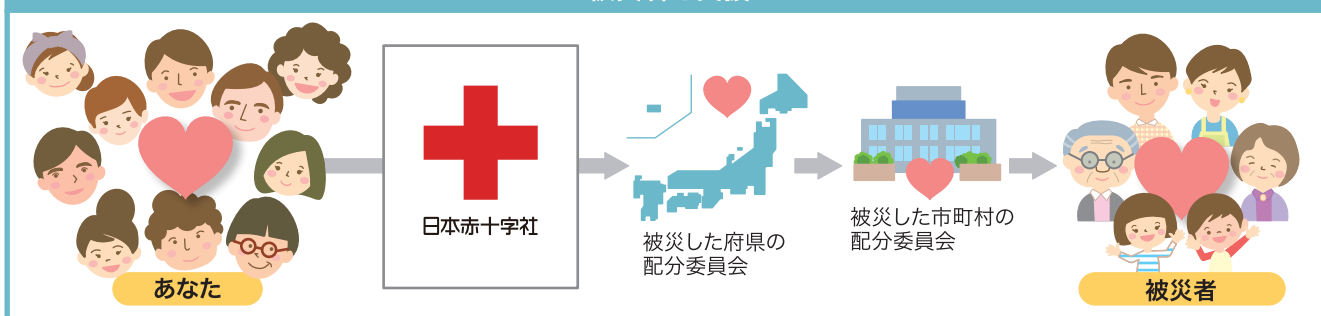 あなた
日本赤十字社
被災した府県の
配分委員会
被災した市町村の
配分委員会
被災者